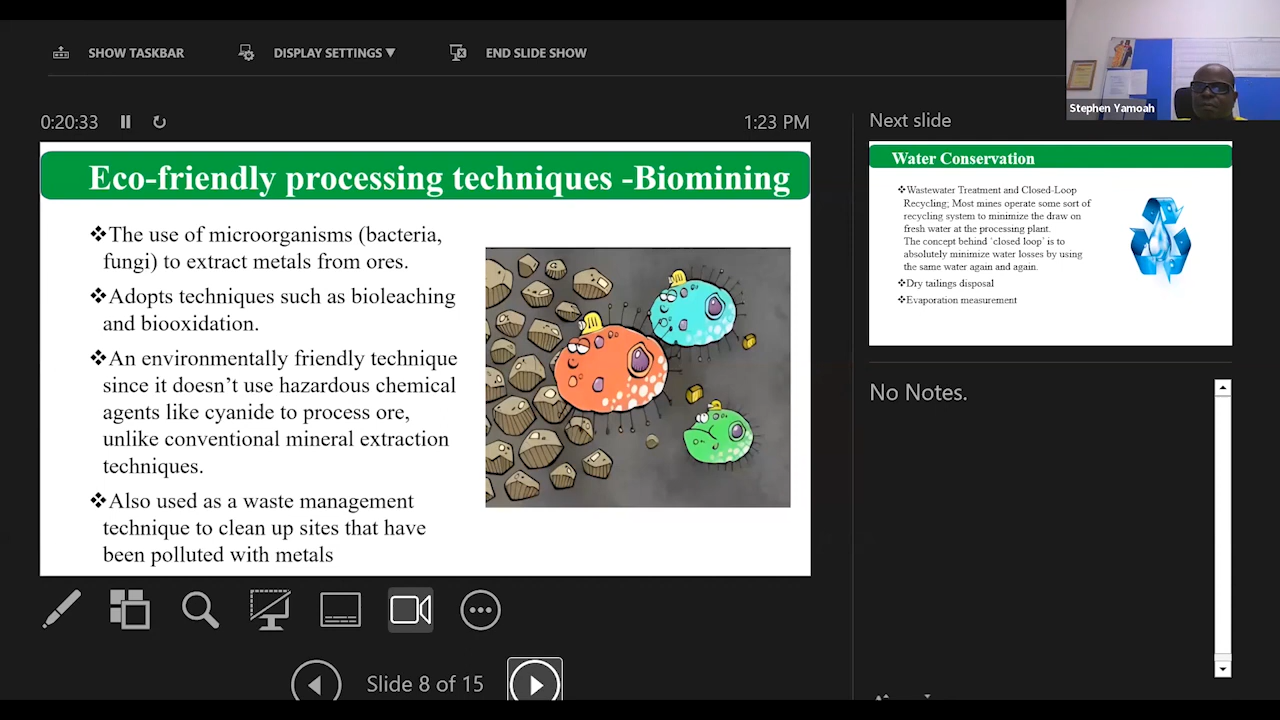 SHOW TASKBAR
DISPLAY SETTINGS ▼
END SLIDE SHOW
Stephen Yamoah
0:20:33
1:23 PM
Eco-friendly processing techniques -Biomining
❖The use of microorganisms (bacteria,
fungi) to extract metals from ores.
❖Adopts techniques such as bioleaching
and biooxidation.
❖An environmentally friendly technique
since it doesn't use hazardous chemical
agents like cyanide to process ore,
unlike conventional mineral extraction
techniques.
❖Also used as a waste management
technique to clean up sites that have
been polluted with metals
Slide 8 of 15
Next slide
Water Conservation
❖Wastewater Treatment and Closed-Loop
Recycling; Most mines operate some sort of
recycling system to minimize the draw on
fresh water at the processing plant.
The concept behind 'closed loop' is to
absolutely minimize water losses by using
the same water again and again.
❖Dry tailings disposal
❖Evaporation measurement
No Notes.